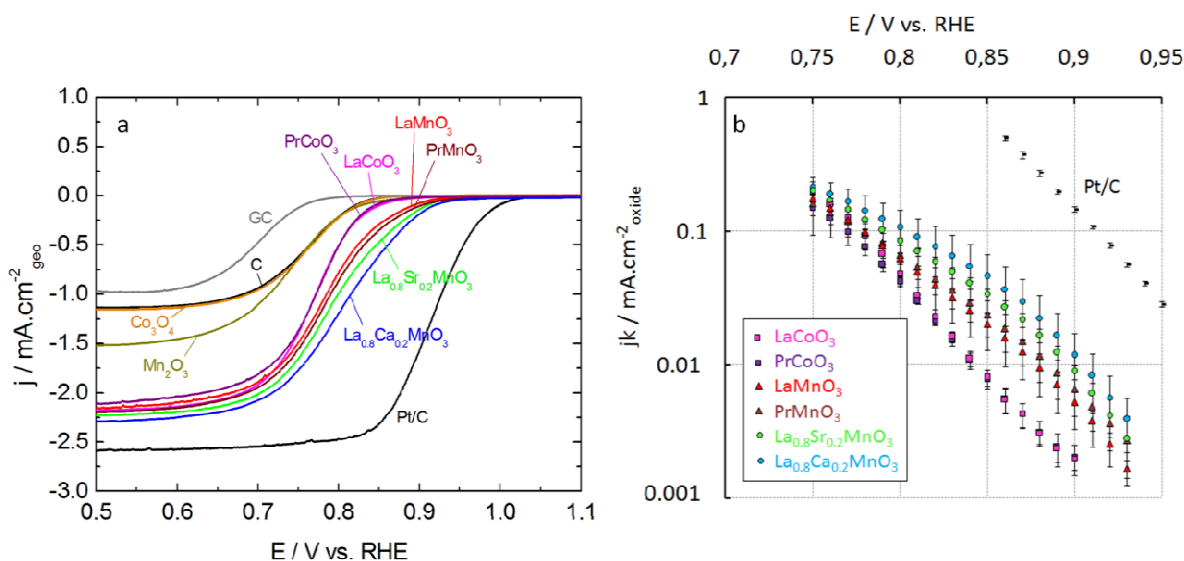 E / V vs. RHE
0,7 0,75 0,8 0,85 0,9 0,95
1.0
0.5
0.0
-0.5
-1.0
-1.5
-2.0
-2.5
-3.0
j / mA.cm⁻²geo
a
LaMnO₃
PrCoO₃
LaCoO₃
PrMnO₃
GC
C
La₀.₈Sr₀.₂MnO₃
Co₃O₄
La₀.₈Ca₀.₂MnO₃
Mn₂O₃
Pt/C
0.5 0.6 0.7 0.8 0.9 1.0 1.1
E / V vs. RHE
1
0.1
0.01
0.001
jk / mA.cm⁻²oxide
b
Pt/C
LaCoO₃
PrCoO₃
LaMnO₃
PrMnO₃
La₀.₈Sr₀.₂MnO₃
La₀.₈Ca₀.₂MnO₃